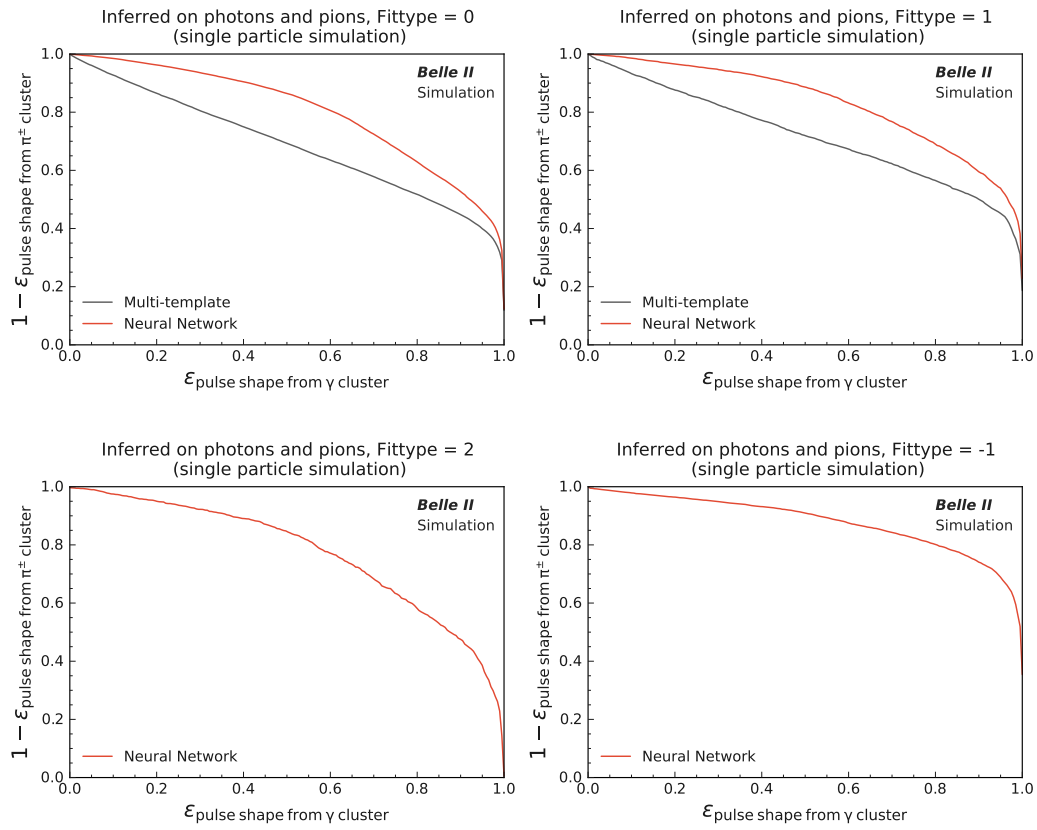 Inferred on photons and pions, Fittype = 0
(single particle simulation)
1.0
0.8
0.6
0.4
0.2
0.0
1 − ε pulse shape from π± cluster
Belle II
Simulation
Multi-template
Neural Network
0.0 0.2 0.4 0.6 0.8 1.0
ε pulse shape from γ cluster
Inferred on photons and pions, Fittype = 1
(single particle simulation)
1.0
0.8
0.6
0.4
0.2
0.0
1 − ε pulse shape from π± cluster
Belle II
Simulation
Multi-template
Neural Network
0.0 0.2 0.4 0.6 0.8 1.0
ε pulse shape from γ cluster
Inferred on photons and pions, Fittype = 2
(single particle simulation)
1.0
0.8
0.6
0.4
0.2
0.0
1 − ε pulse shape from π± cluster
Belle II
Simulation
Neural Network
0.0 0.2 0.4 0.6 0.8 1.0
ε pulse shape from γ cluster
Inferred on photons and pions, Fittype = -1
(single particle simulation)
1.0
0.8
0.6
0.4
0.2
0.0
1 − ε pulse shape from π± cluster
Belle II
Simulation
Neural Network
0.0 0.2 0.4 0.6 0.8 1.0
ε pulse shape from γ cluster